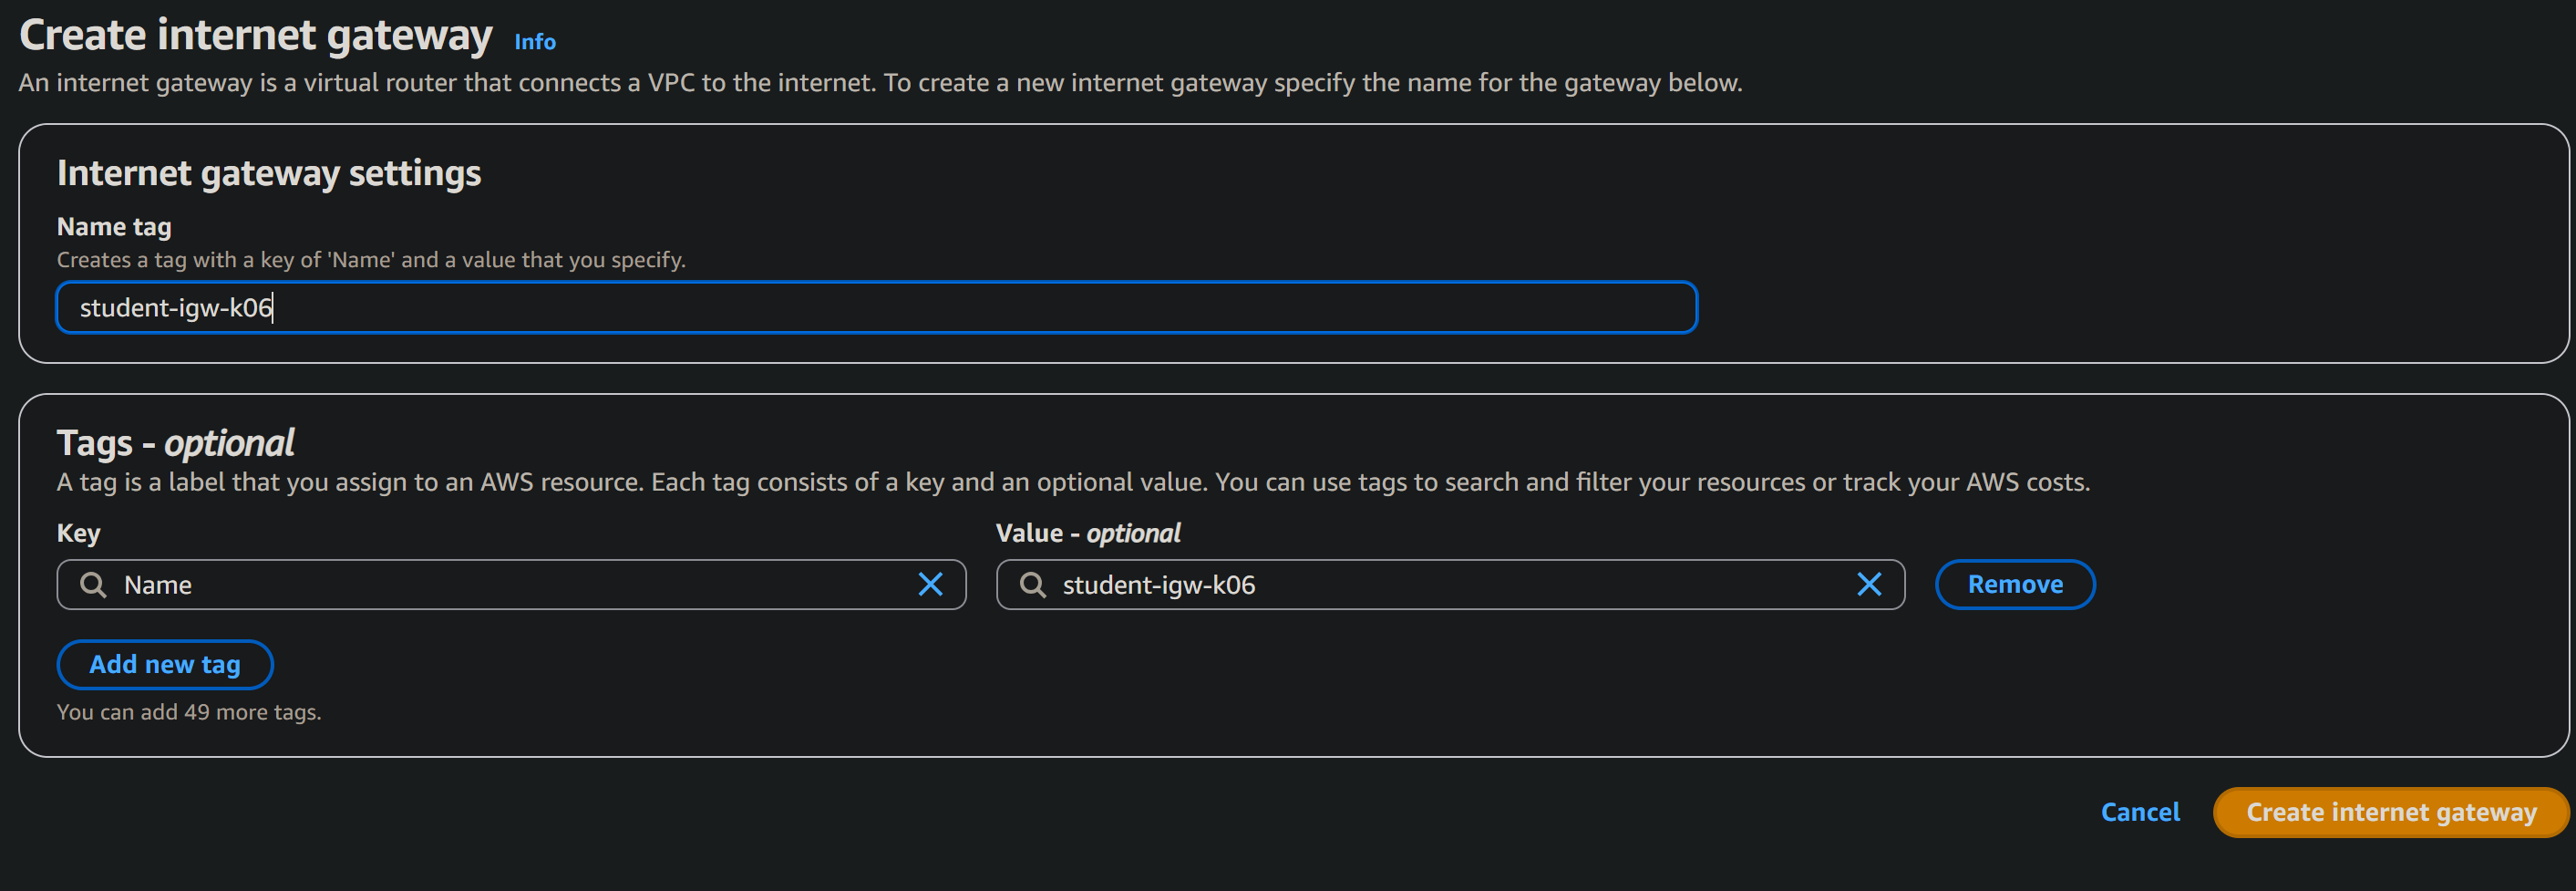 Create internet gateway Info
An internet gateway is a virtual router that connects a VPC to the internet. To create a new internet gateway specify the name for the gateway below.
Internet gateway settings
Name tag
Creates a tag with a key of 'Name' and a value that you specify.
student-igw-k06
Tags - optional
A tag is a label that you assign to an AWS resource. Each tag consists of a key and an optional value. You can use tags to search and filter your resources or track your AWS costs.
Key Value - optional
Name student-igw-k06 Remove
Add new tag
You can add 49 more tags.
Cancel Create internet gateway